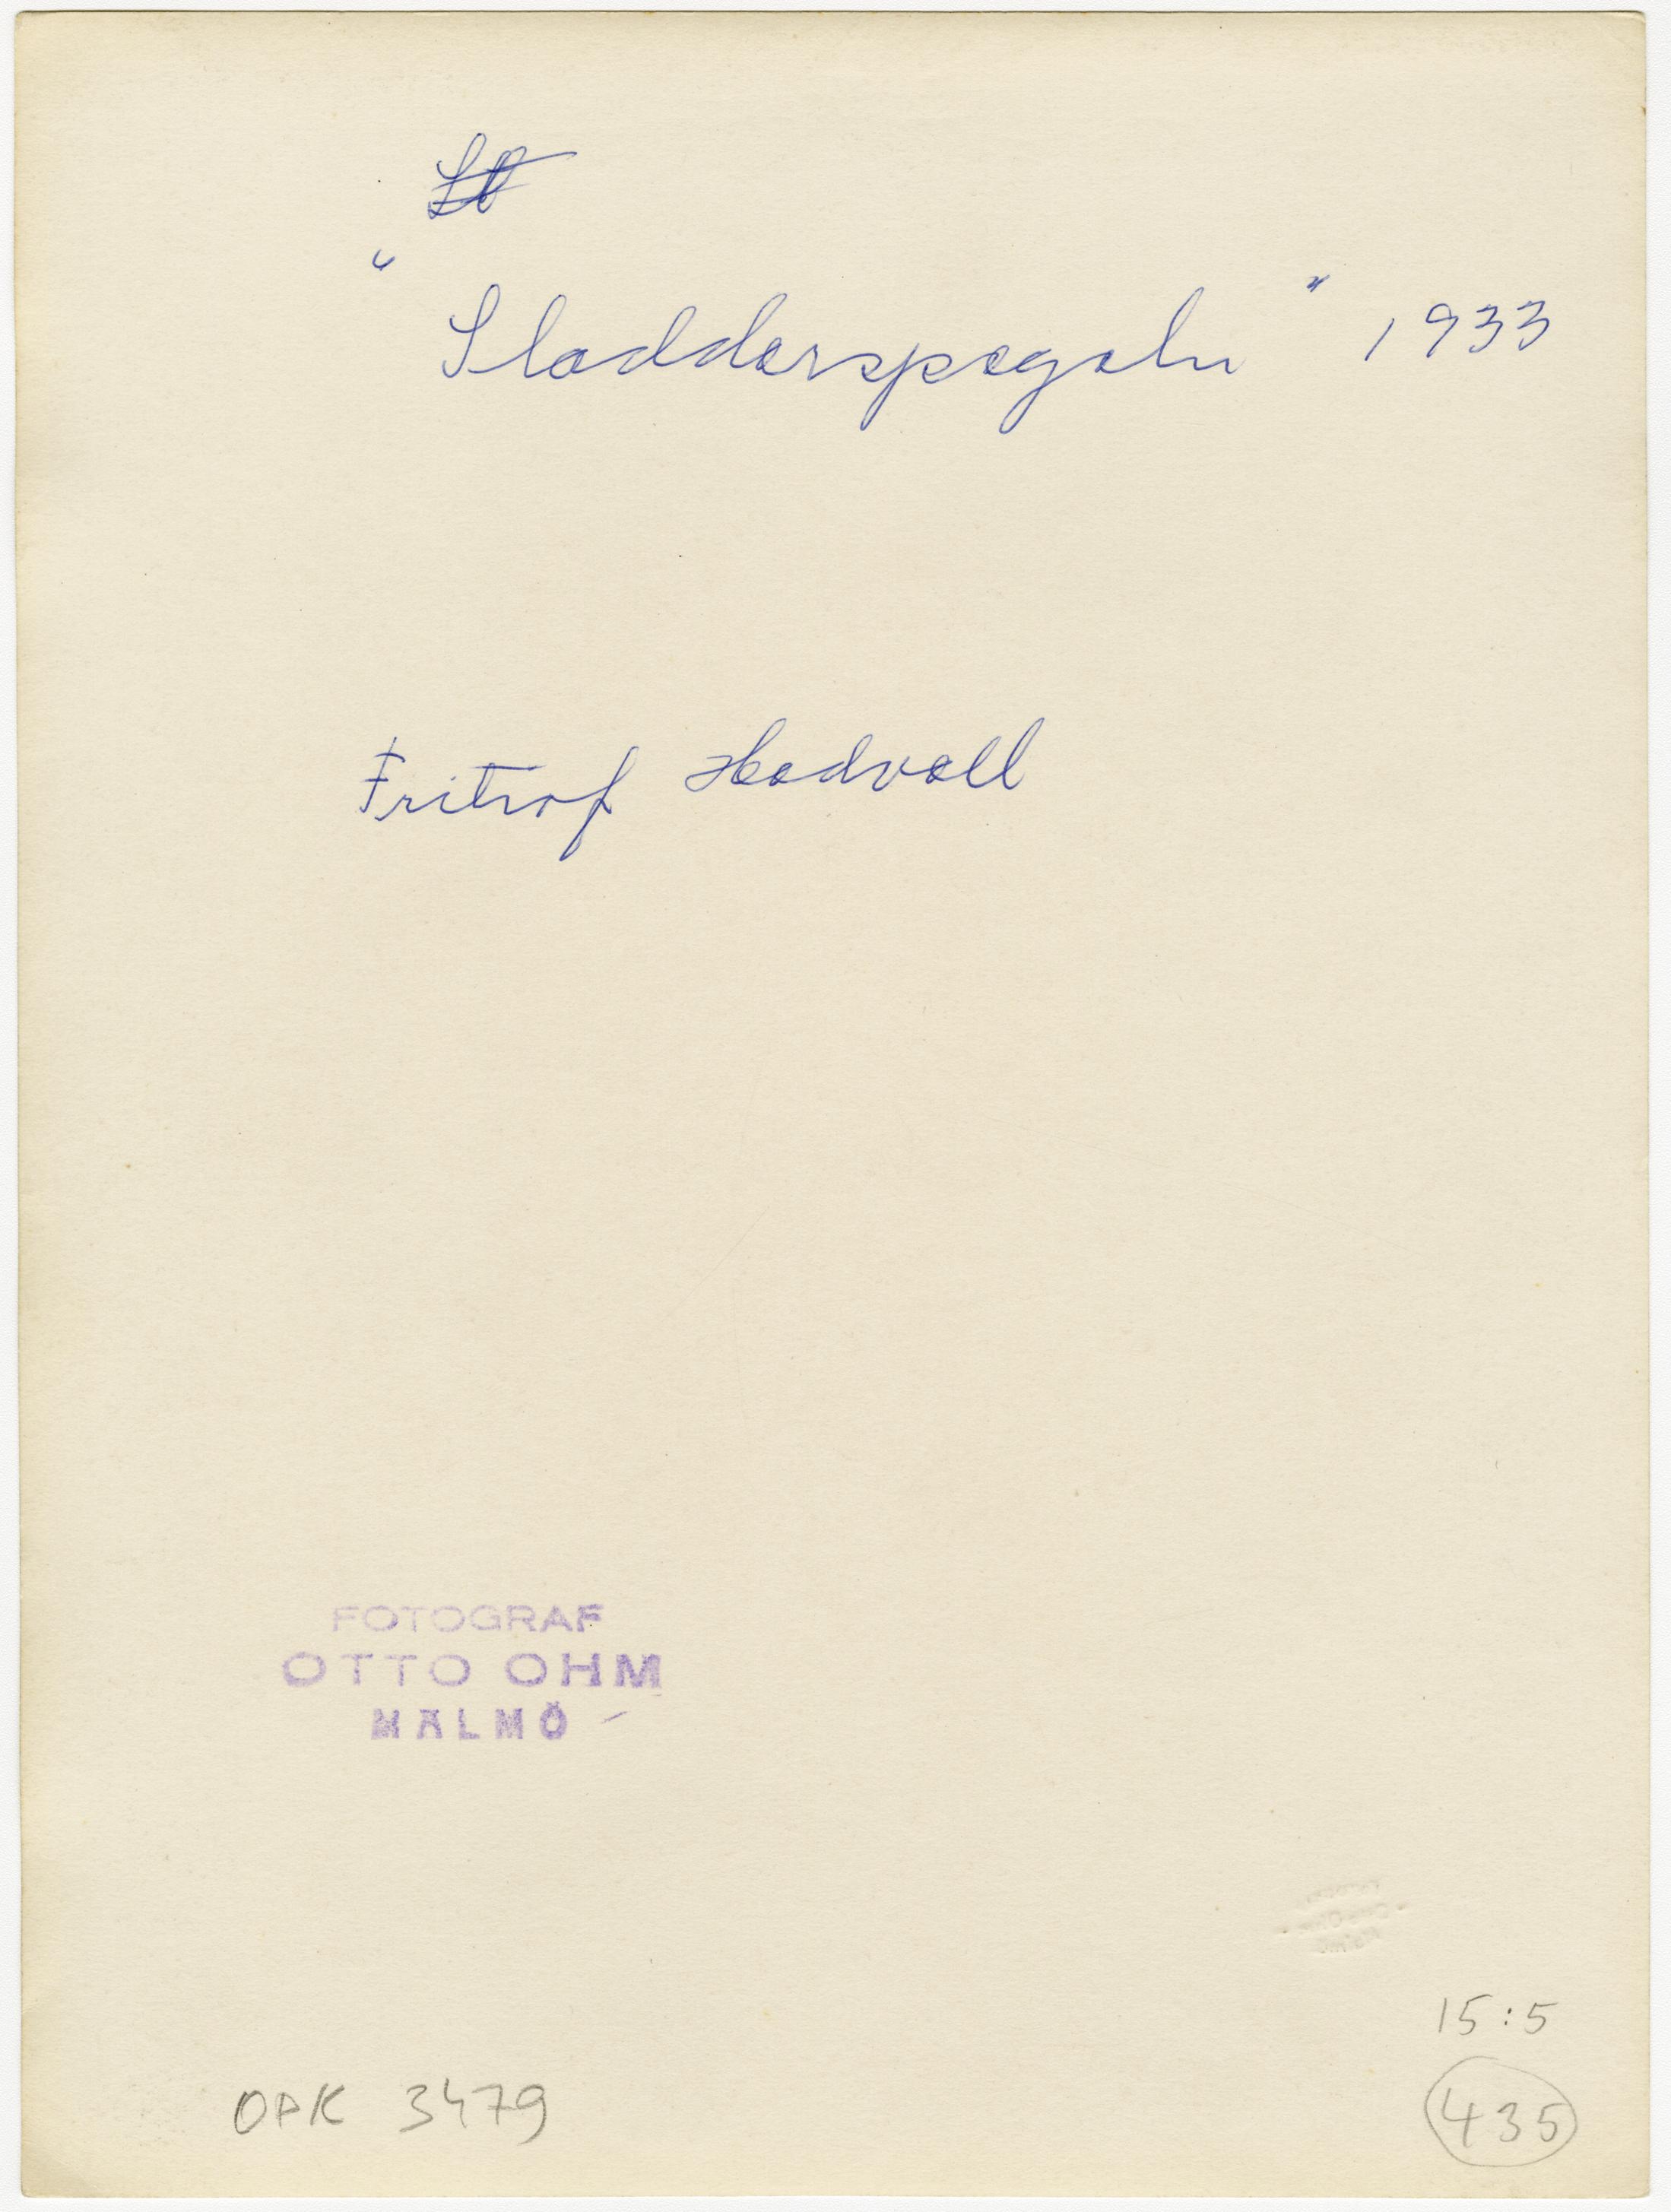 "Sladderspegeln" 1933
Fritiof Hedvall
FOTOGRAF
OTTO OHM
MALMÖ
15:5
OPK 3479
435